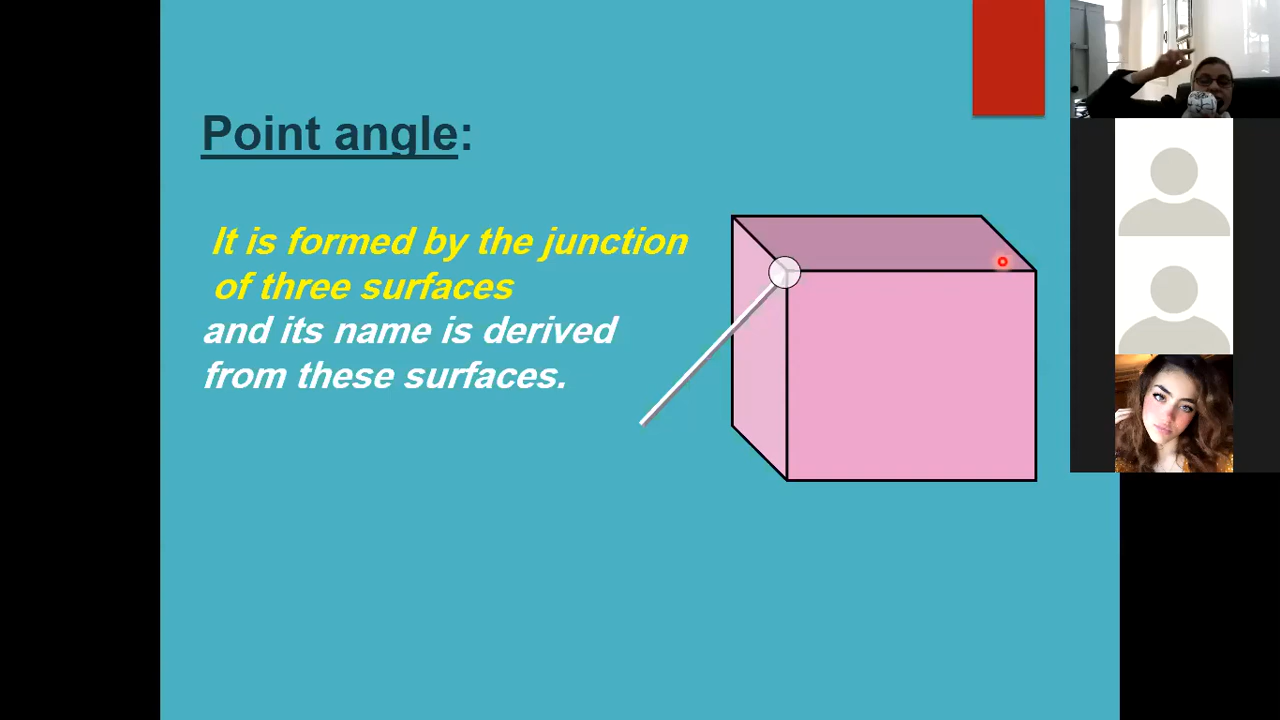 Point angle:
It is formed by the junction
of three surfaces
and its name is derived
from these surfaces.